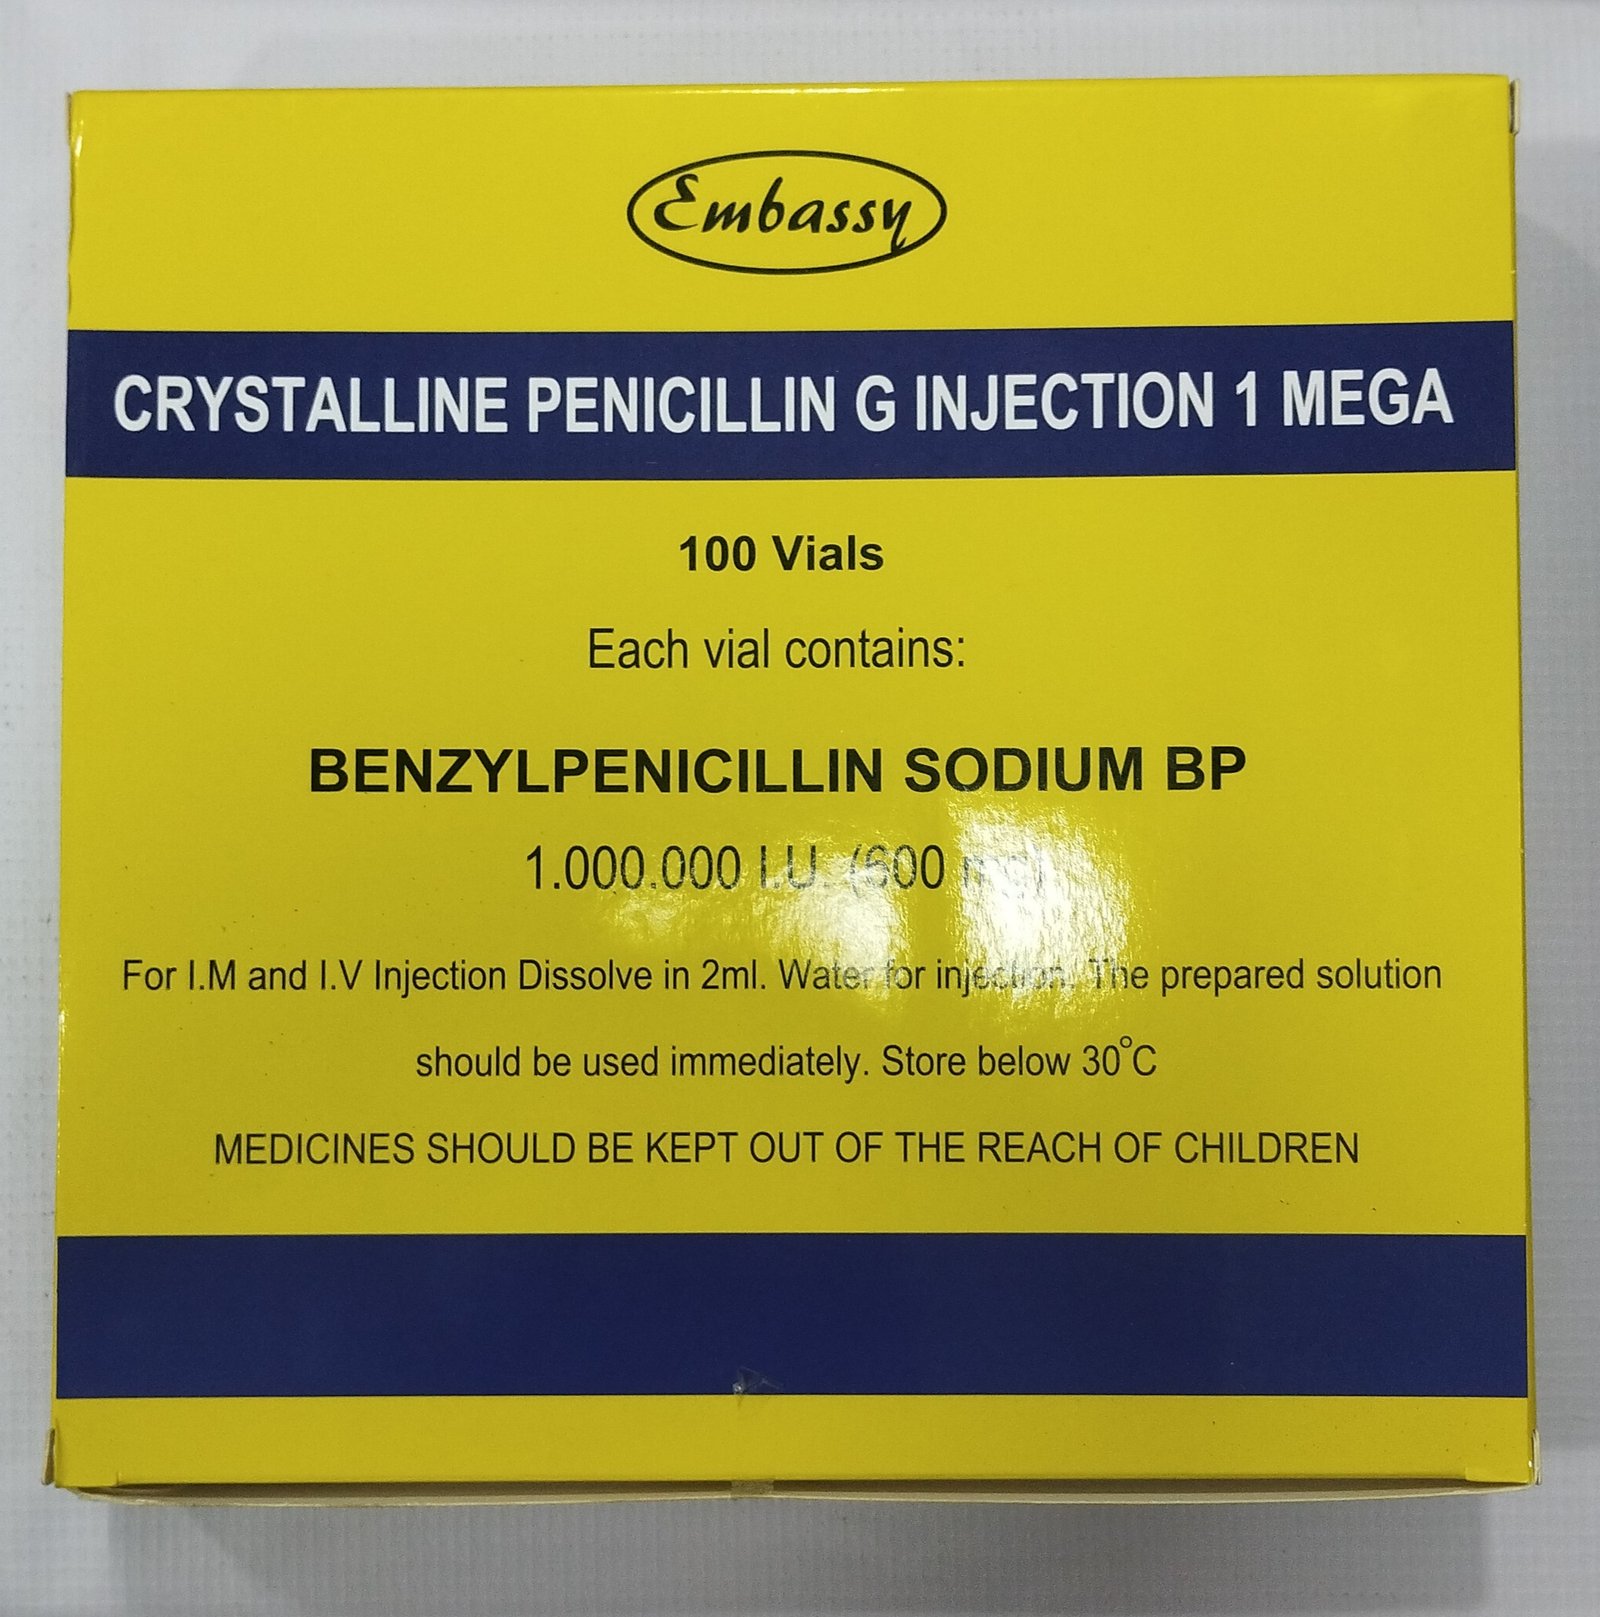 Embassy
CRYSTALLINE PENICILLIN G INJECTION 1 MEGA
100 Vials
Each vial contains:
BENZYLPENICILLIN SODIUM BP
1.000.000 I.U. (600 mg)
For I.M and I.V Injection Dissolve in 2ml. Water for injection. The prepared solution
should be used immediately. Store below 30°C
MEDICINES SHOULD BE KEPT OUT OF THE REACH OF CHILDREN